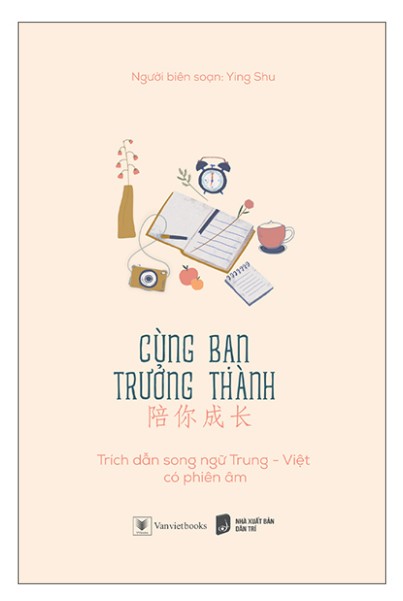 Người biên soạn: Ying Shu
CÙNG BẠN
TRƯỞNG THÀNH
陪你成长
Trích dẫn song ngữ Trung - Việt
có phiên âm
Vanvietbooks
NHÀ XUẤT BẢN
DÂN TRÍ